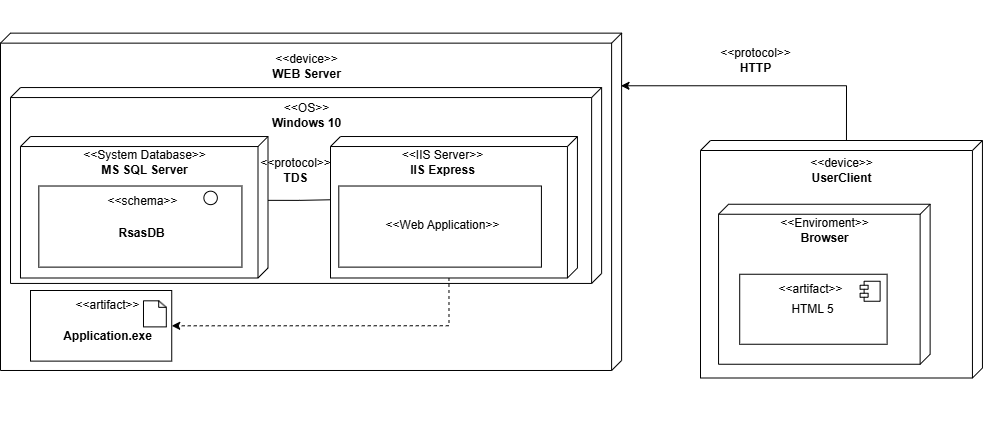 <<device>>
WEB Server
<<OS>>
Windows 10
<<System Database>>
MS SQL Server
<<schema>>
RsasDB
<<protocol>>
TDS
<<IIS Server>>
IIS Express
<<Web Application>>
<<artifact>>
Application.exe
<<protocol>>
HTTP
<<device>>
UserClient
<<Enviroment>>
Browser
<<artifact>>
HTML 5